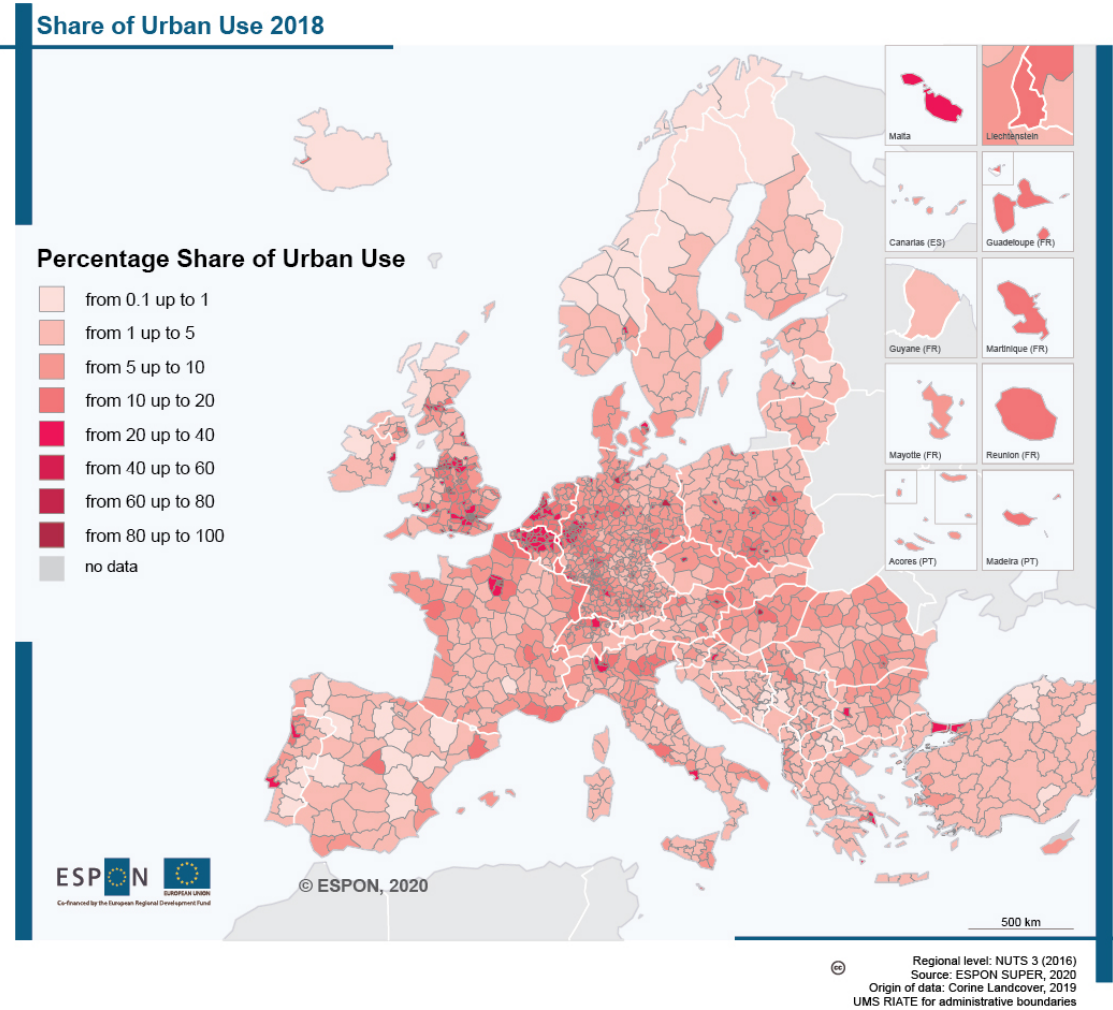 Share of Urban Use 2018
Malta
Liechtenstein
Canarias (ES)
Guadeloupe (FR)
Percentage Share of Urban Use
from 0.1 up to 1
from 1 up to 5
from 5 up to 10
from 10 up to 20
from 20 up to 40
from 40 up to 60
from 60 up to 80
from 80 up to 100
no data
Guyane (FR)
Martinique (FR)
Mayotte (FR)
Reunion (FR)
Acores (PT)
Madeira (PT)
ESPON
EUROPEAN UNION
Co-financed by the European Regional Development Fund
© ESPON, 2020
500 km
cc
Regional level: NUTS 3 (2016)
Source: ESPON SUPER, 2020
Origin of data: Corine Landcover, 2019
UMS RIATE for administrative boundaries